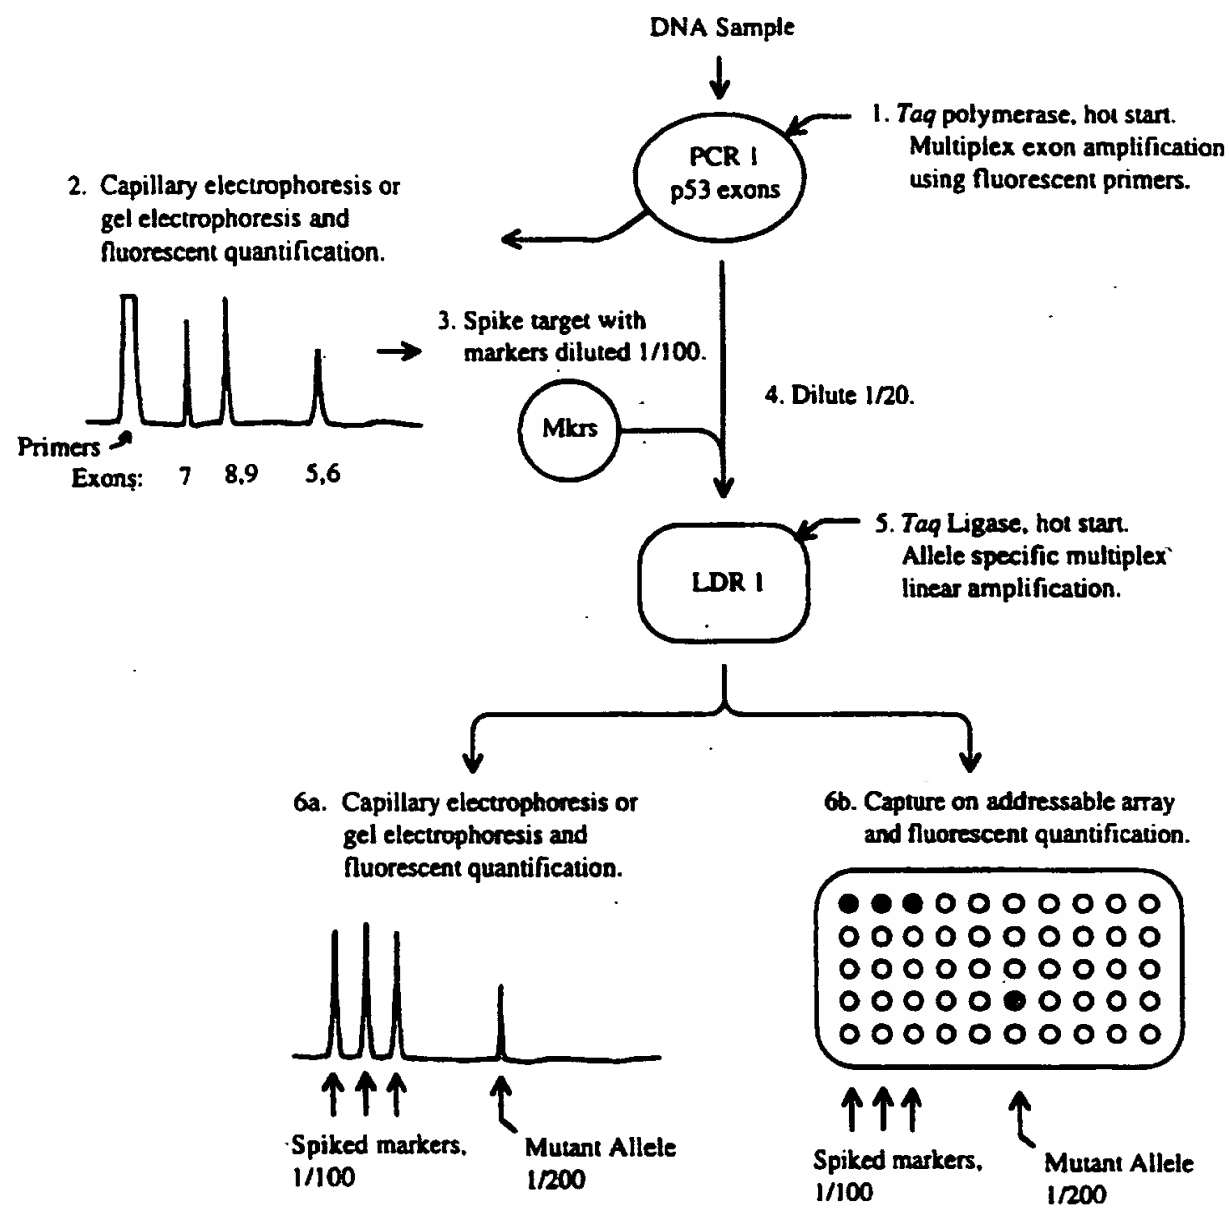 DNA Sample
PCR 1
p53 exons
1. Taq polymerase, hot start.
Multiplex exon amplification
using fluorescent primers.
2. Capillary electrophoresis or
gel electrophoresis and
fluorescent quantification.
Primers
Exons: 7 8,9 5,6
3. Spike target with
markers diluted 1/100.
Mkrs
4. Dilute 1/20.
LDR 1
5. Taq Ligase, hot start.
Allele specific multiplex
linear amplification.
6a. Capillary electrophoresis or
gel electrophoresis and
fluorescent quantification.
Spiked markers,
1/100
Mutant Allele
1/200
6b. Capture on addressable array
and fluorescent quantification.
Spiked markers,
1/100
Mutant Allele
1/200